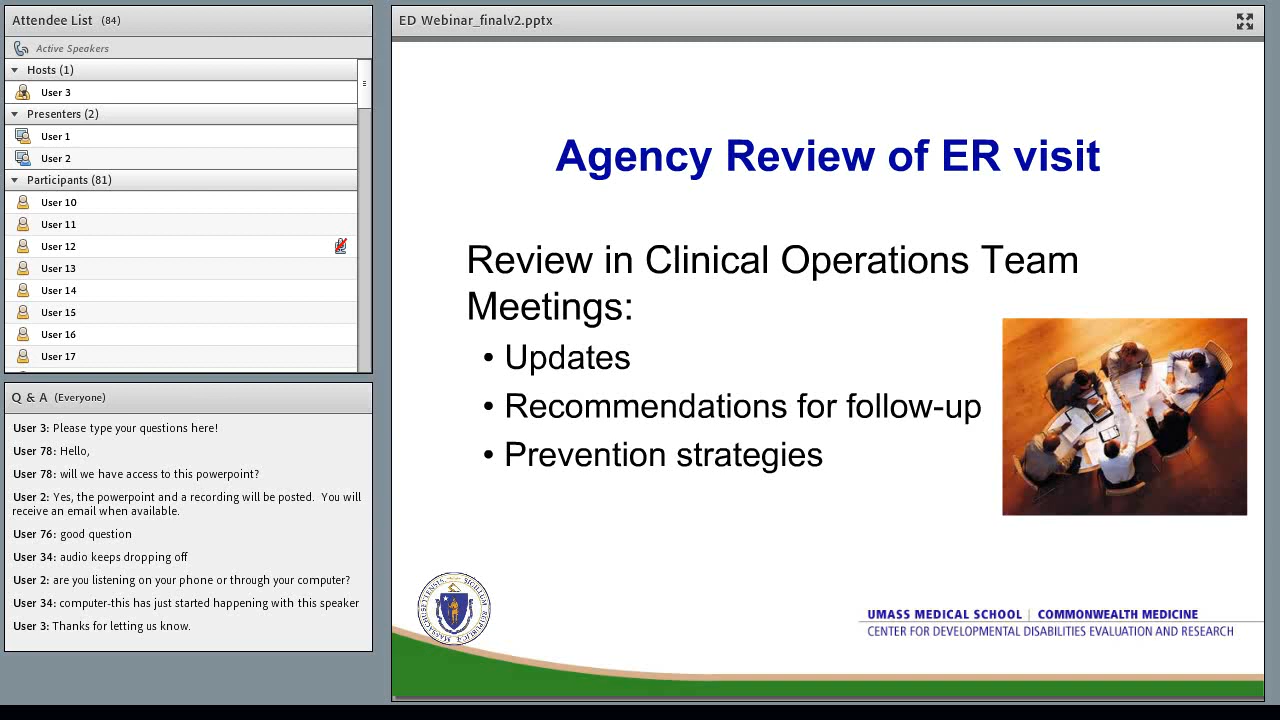 Attendee List (84)
Active Speakers
Hosts (1)
User 3
Presenters (2)
User 1
User 2
Participants (81)
User 10
User 11
User 12
User 13
User 14
User 15
User 16
User 17
Q & A (Everyone)
User 3: Please type your questions here!
User 78: Hello,
User 78: will we have access to this powerpoint?
User 2: Yes, the powerpoint and a recording will be posted.  You will
receive an email when available.
User 76: good question
User 34: audio keeps dropping off
User 2: are you listening on your phone or through your computer?
User 34: computer-this has just started happening with this speaker
User 3: Thanks for letting us know.
ED Webinar_finalv2.pptx
Agency Review of ER visit
Review in Clinical Operations Team
Meetings:
• Updates
• Recommendations for follow-up
• Prevention strategies
UMASS MEDICAL SCHOOL | COMMONWEALTH MEDICINE
CENTER FOR DEVELOPMENTAL DISABILITIES EVALUATION AND RESEARCH